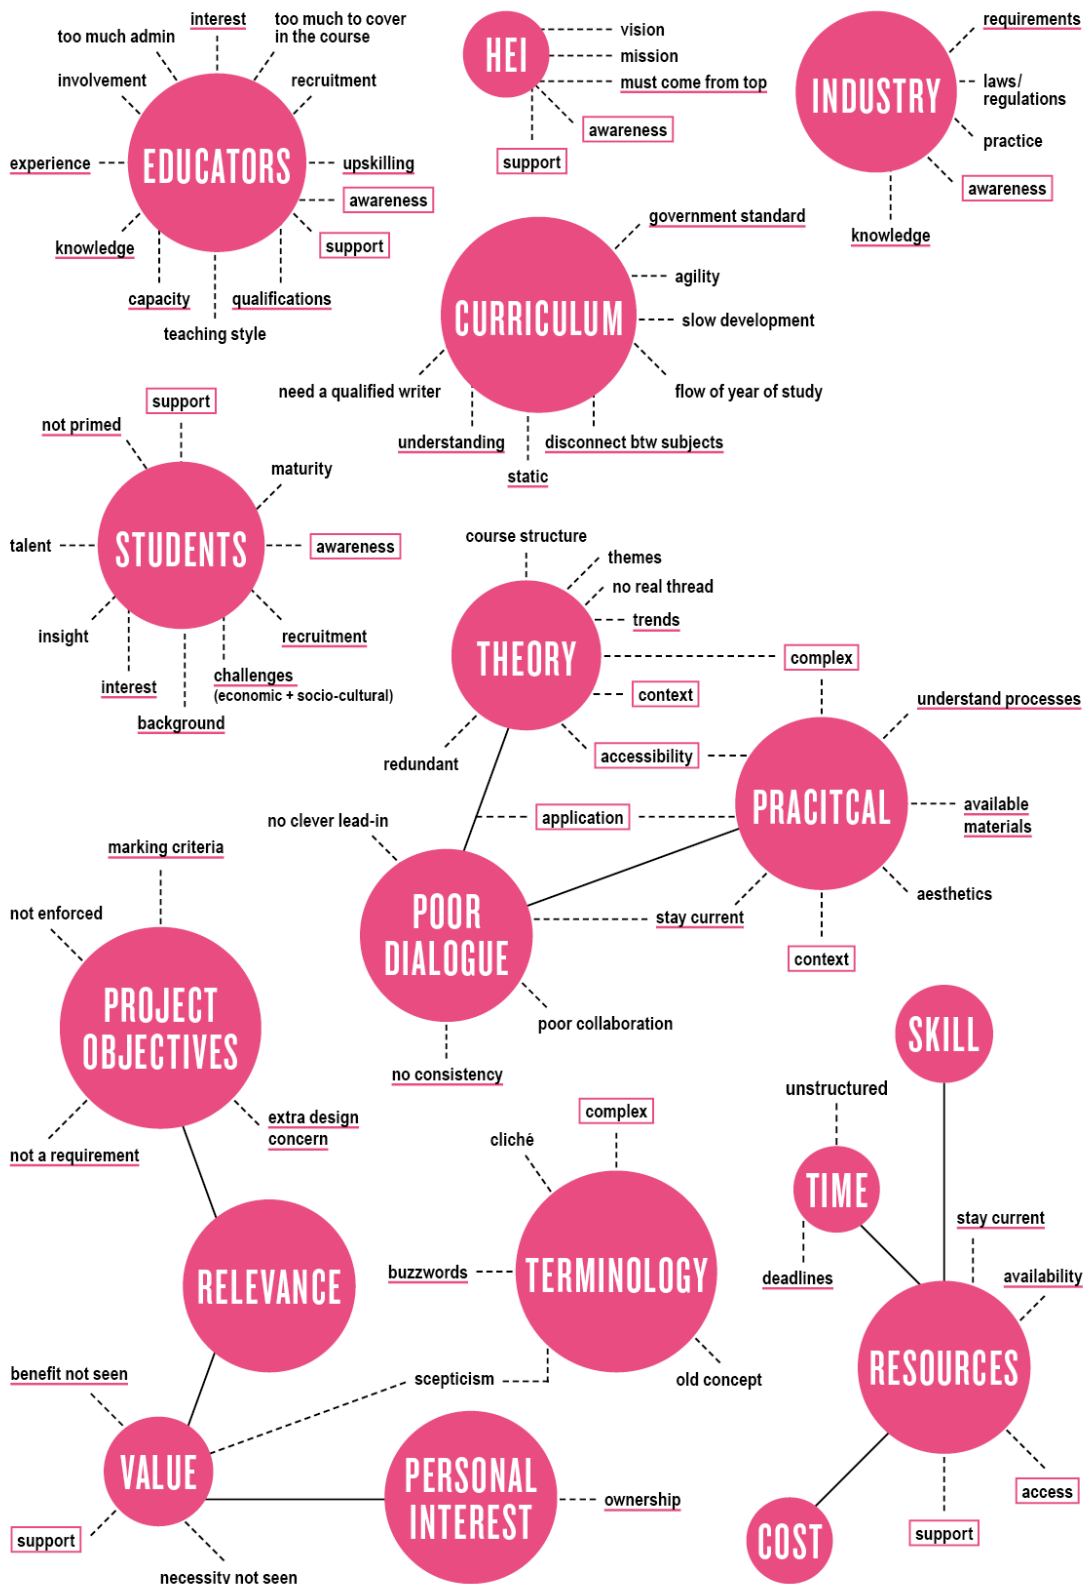 interest
too much to cover
in the course
too much admin
involvement
recruitment
experience
EDUCATORS
upskilling
awareness
support
knowledge
capacity
qualifications
teaching style
HEI
vision
mission
must come from top
awareness
support
INDUSTRY
requirements
laws/
regulations
practice
awareness
knowledge
CURRICULUM
government standard
agility
slow development
flow of year of study
need a qualified writer
understanding
disconnect btw subjects
static
support
not primed
maturity
talent
STUDENTS
awareness
insight
recruitment
interest
challenges
(economic + socio-cultural)
background
course structure
themes
no real thread
trends
THEORY
complex
context
accessibility
redundant
understand processes
PRACITCAL
available
materials
aesthetics
context
application
no clever lead-in
POOR
DIALOGUE
stay current
poor collaboration
no consistency
marking criteria
not enforced
PROJECT
OBJECTIVES
extra design
concern
not a requirement
RELEVANCE
complex
cliché
buzzwords
TERMINOLOGY
scepticism
old concept
benefit not seen
VALUE
support
necessity not seen
PERSONAL
INTEREST
ownership
SKILL
unstructured
TIME
deadlines
stay current
availability
RESOURCES
access
support
COST